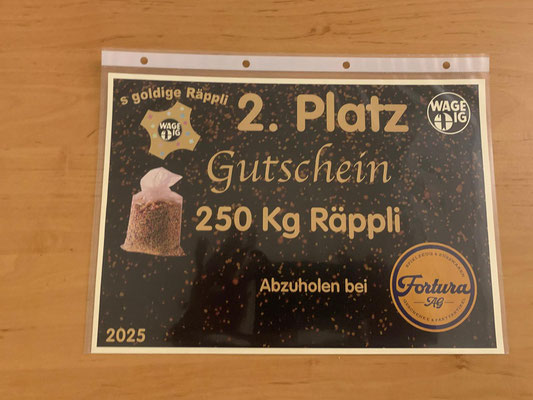 s goldige Räppli
WAGE
IG
2. Platz
WAGE
IG
Gutschein
250 Kg Räppli
Abzuholen bei
Fortura
AG
2025